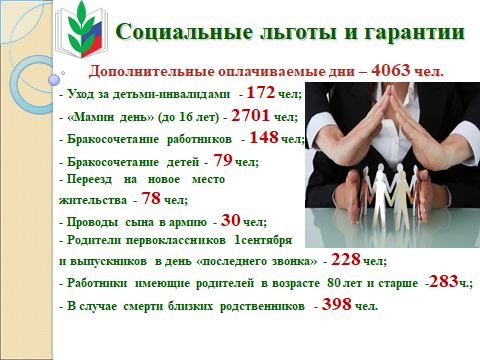 Социальные льготы и гарантии
Дополнительные оплачиваемые дни – 4063 чел.
- Уход за детьми-инвалидами - 172 чел;
- «Мамин день» (до 16 лет) - 2701 чел;
- Бракосочетание работников - 148 чел;
- Бракосочетание детей - 79 чел;
- Переезд на новое место
жительства - 78 чел;
- Проводы сына в армию - 30 чел;
- Родители первоклассников 1сентября
и выпускников в день «последнего звонка» - 228 чел;
- Работники имеющие родителей в возрасте 80 лет и старше -283ч.;
- В случае смерти близких родственников - 398 чел.